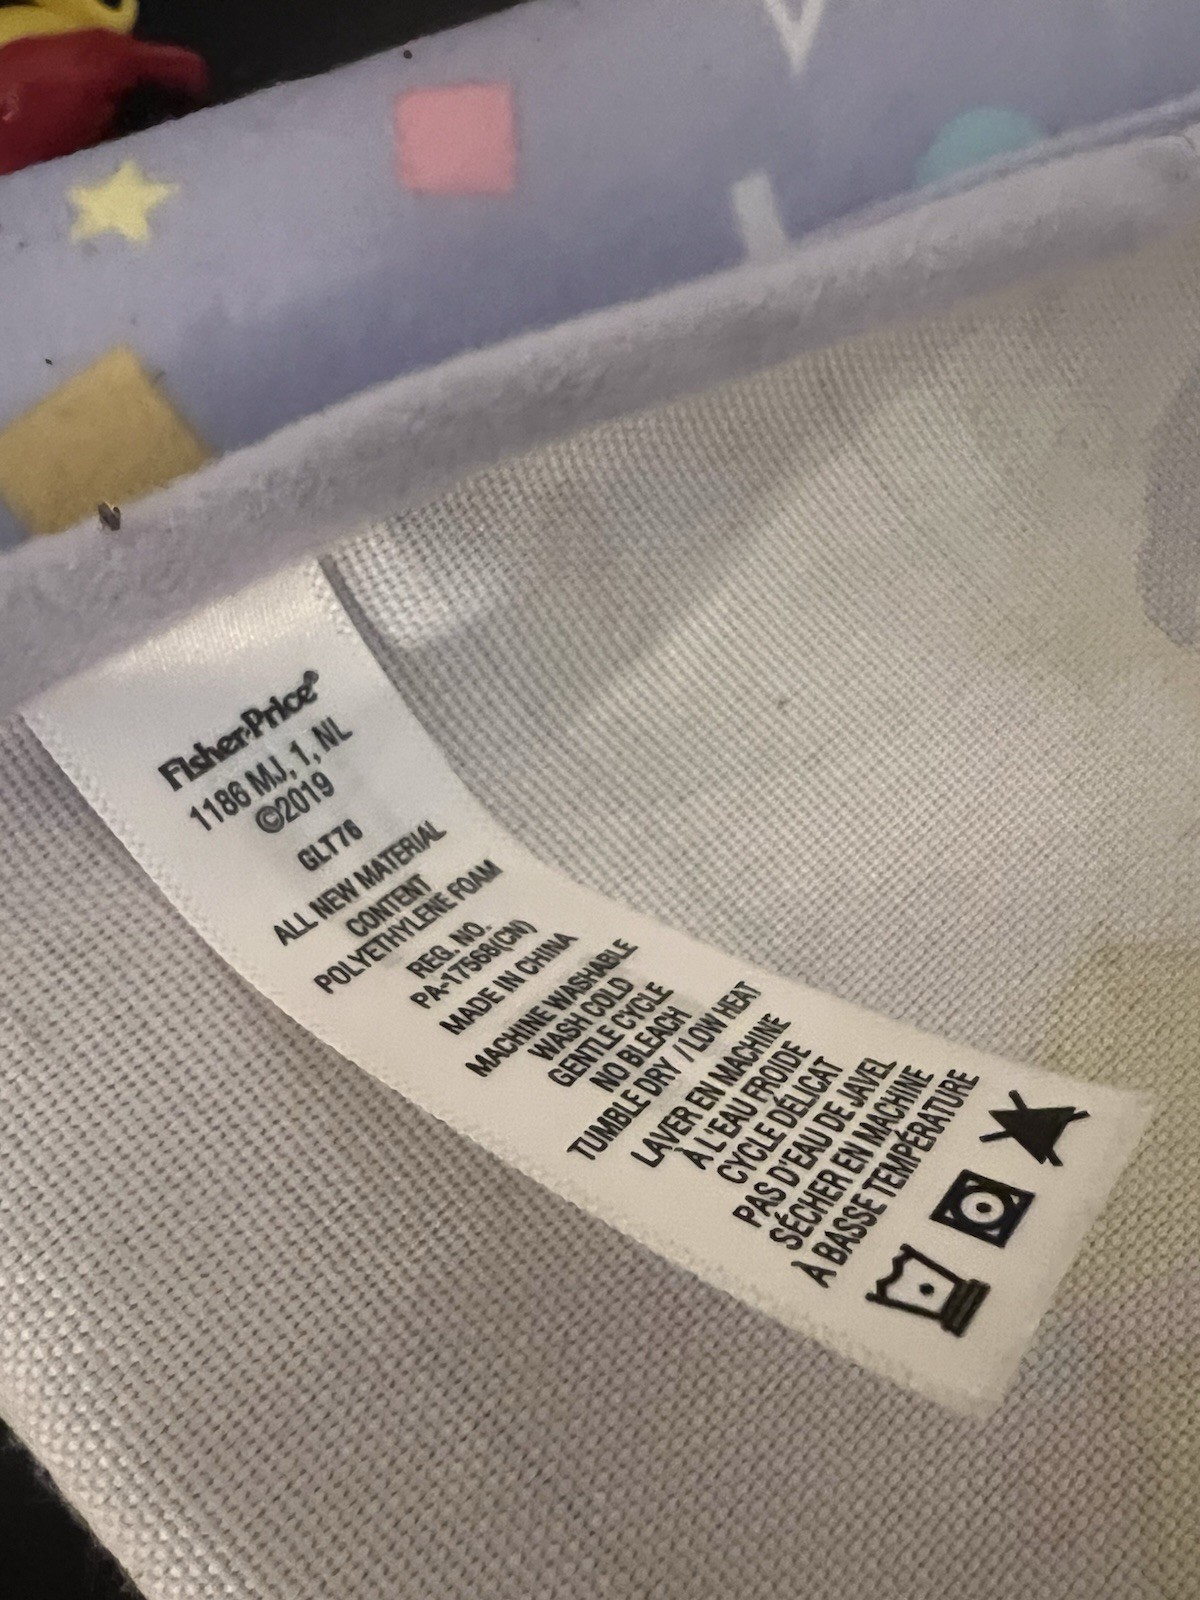 Fisher-Price®
1186 MJ, 1, NL
©2019
GLT76
ALL NEW MATERIAL
CONTENT
POLYETHYLENE FOAM
REG. NO.
PA-17568(CN)
MADE IN CHINA
MACHINE WASHABLE
WASH COLD
GENTLE CYCLE
NO BLEACH
TUMBLE DRY / LOW HEAT
LAVER EN MACHINE
À L'EAU FROIDE
CYCLE DÉLICAT
PAS D'EAU DE JAVEL
SÉCHER EN MACHINE
À BASSE TEMPÉRATURE